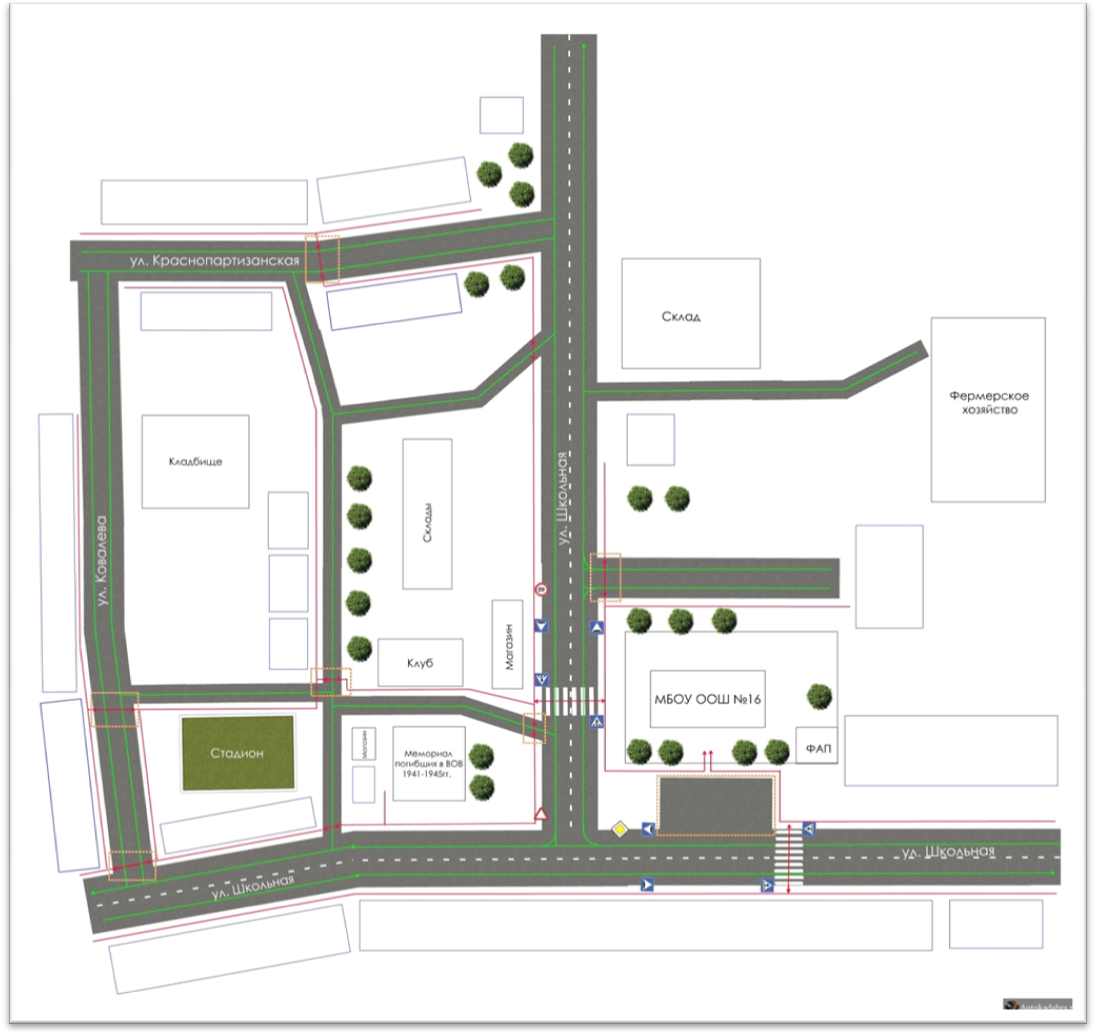 ул. Краснопартизанская
Склад
Фермерское
хозяйство
Кладбище
Склады
ул. Школьная
ул. Ковалева
Магазин
Клуб
МБОУ ООШ №16
ФАП
Стадион
Магазин
Мемориал
погибших в ВОВ
1941-1945гг.
ул. Школьная
ул. Школьная